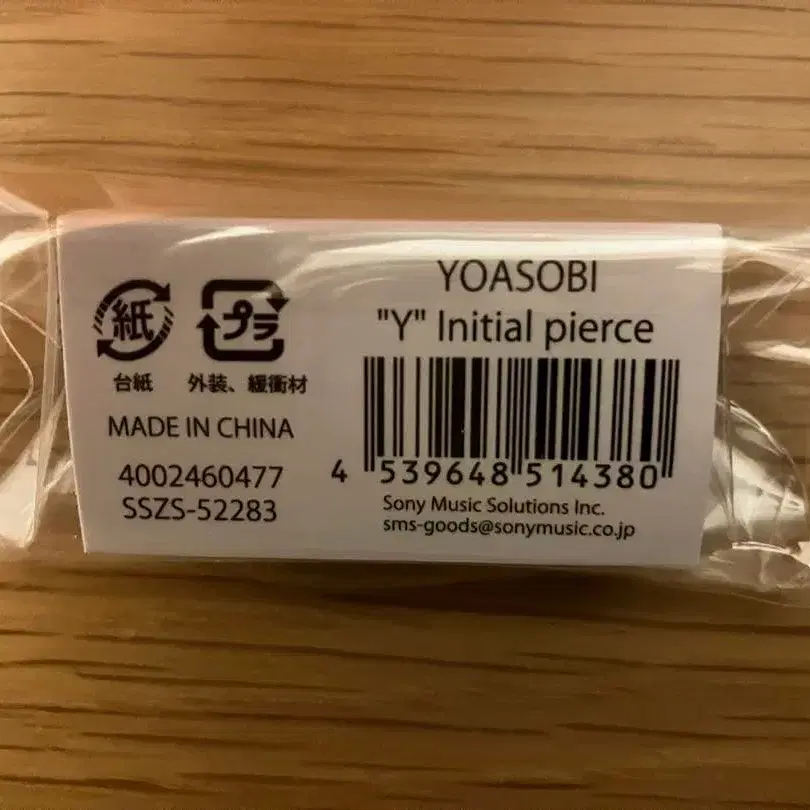 YOASOBI
"Y" Initial pierce
紙
プラ
台紙
外装、緩衝材
MADE IN CHINA
4002460477
SSZS-52283
4 539648 514380
Sony Music Solutions Inc.
sms-goods@sonymusic.co.jp